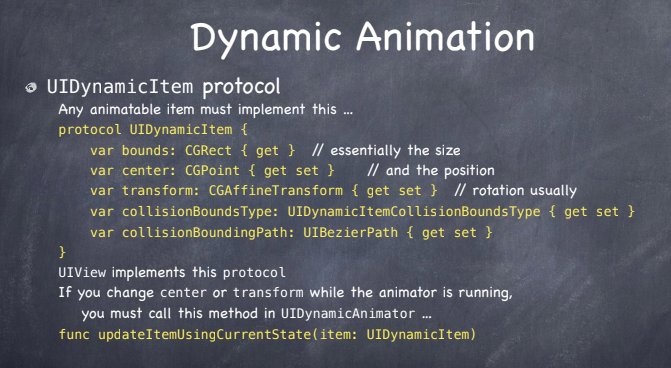 Dynamic Animation
UIDynamicItem protocol
Any animatable item must implement this ...
protocol UIDynamicItem {
var bounds: CGRect { get } // essentially the size
var center: CGPoint { get set } // and the position
var transform: CGAffineTransform { get set } // rotation usually
var collisionBoundsType: UIDynamicItemCollisionBoundsType { get set }
var collisionBoundingPath: UIBezierPath { get set }
}
UIView implements this protocol
If you change center or transform while the animator is running,
you must call this method in UIDynamicAnimator ...
func updateItemUsingCurrentState(item: UIDynamicItem)